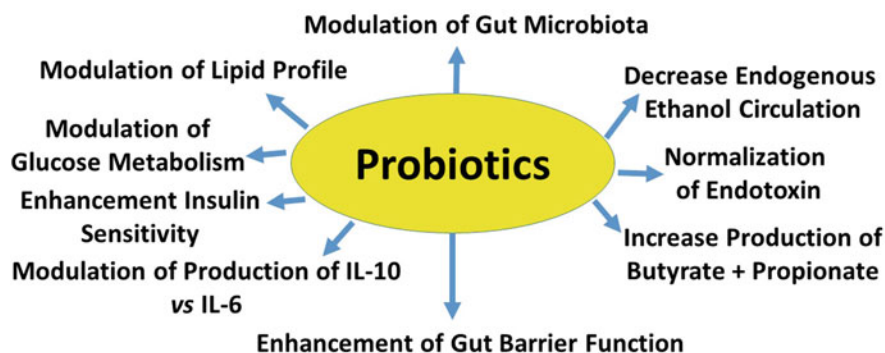 Modulation of Gut Microbiota
Modulation of Lipid Profile
Decrease Endogenous
Ethanol Circulation
Modulation of
Glucose Metabolism
Probiotics
Normalization
of Endotoxin
Enhancement Insulin
Sensitivity
Increase Production of
Butyrate + Propionate
Modulation of Production of IL-10
vs IL-6
Enhancement of Gut Barrier Function